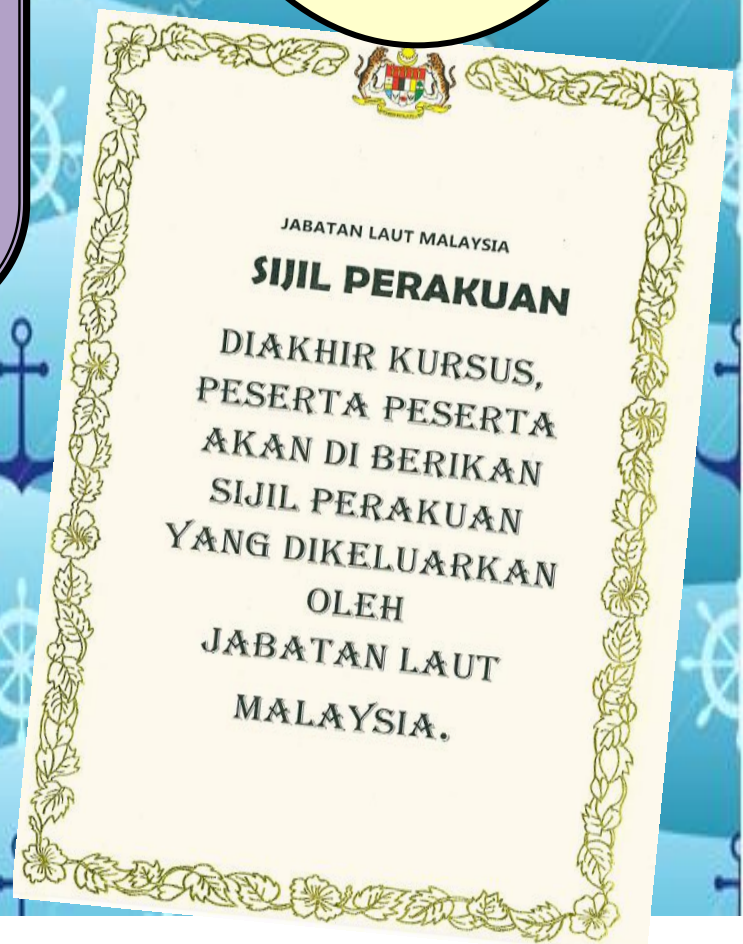 JABATAN LAUT MALAYSIA
SIJIL PERAKUAN
DIAKHIR KURSUS,
PESERTA PESERTA
AKAN DI BERIKAN
SIJIL PERAKUAN
YANG DIKELUARKAN
OLEH
JABATAN LAUT
MALAYSIA.